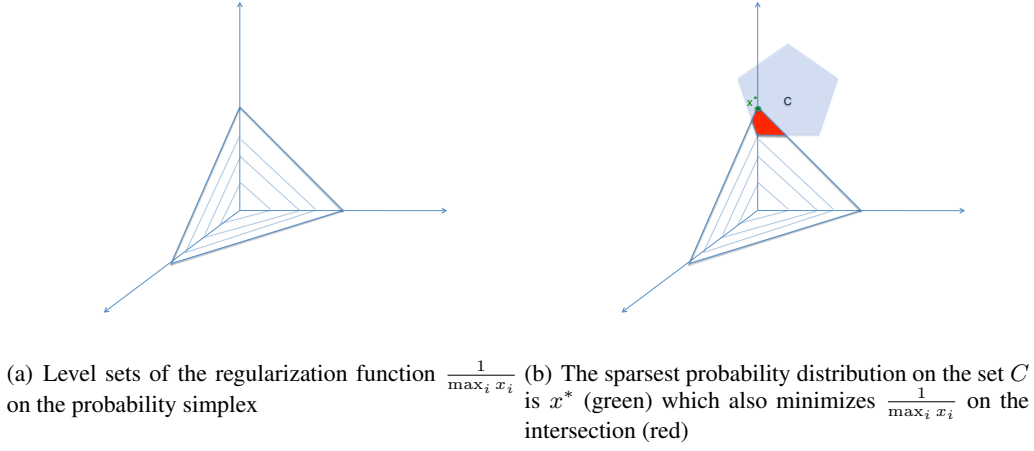 x*
C
(a) Level sets of the regularization function 1/max_i x_i
on the probability simplex
(b) The sparsest probability distribution on the set C
is x* (green) which also minimizes 1/max_i x_i on the
intersection (red)